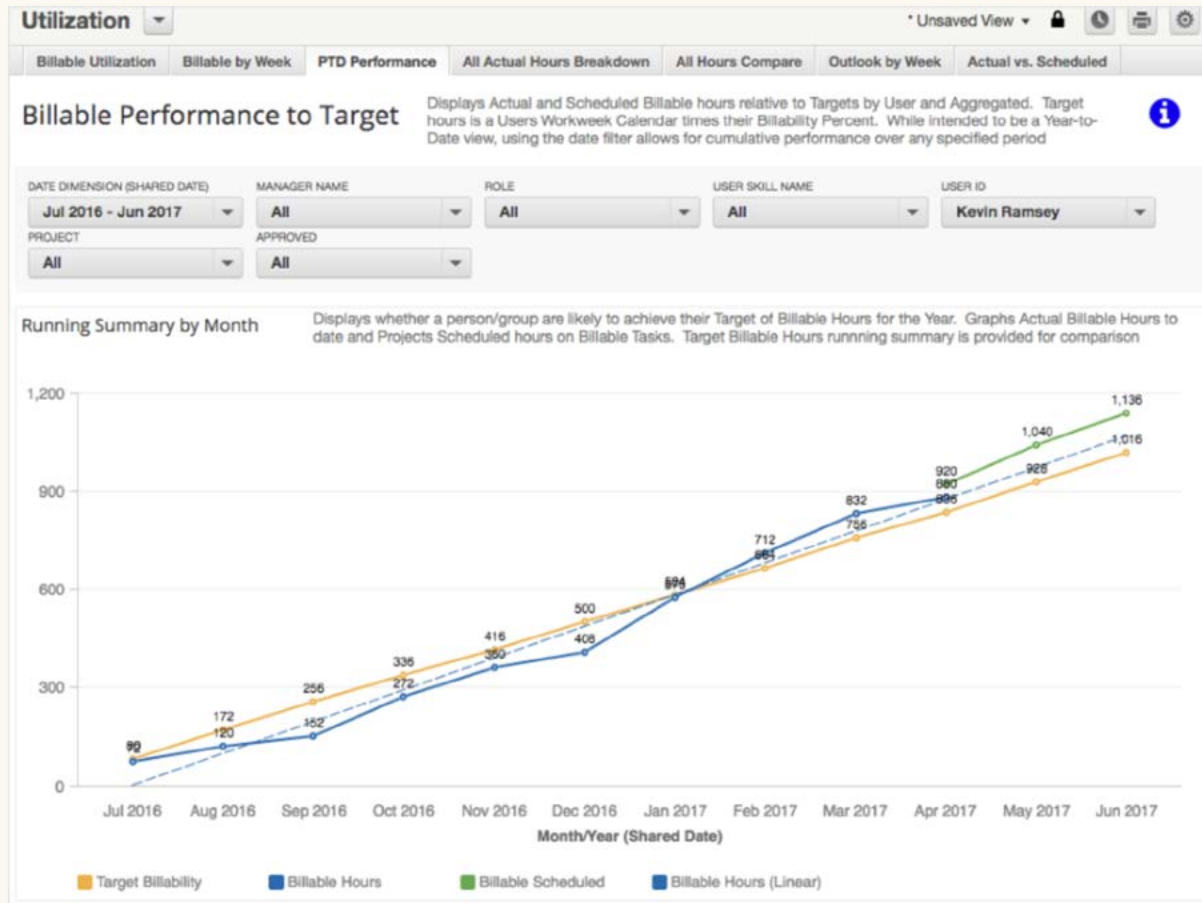 Utilization
* Unsaved View
Billable Utilization
Billable by Week
PTD Performance
All Actual Hours Breakdown
All Hours Compare
Outlook by Week
Actual vs. Scheduled
Billable Performance to Target
Displays Actual and Scheduled Billable hours relative to Targets by User and Aggregated. Target
hours is a Users Workweek Calendar times their Billability Percent. While intended to be a Year-to-
Date view, using the date filter allows for cumulative performance over any specified period
DATE DIMENSION (SHARED DATE)
MANAGER NAME
ROLE
USER SKILL NAME
USER ID
Jul 2016 - Jun 2017
All
All
All
Kevin Ramsey
PROJECT
APPROVED
All
All
Running Summary by Month
Displays whether a person/group are likely to achieve their Target of Billable Hours for the Year. Graphs Actual Billable Hours to
date and Projects Scheduled hours on Billable Tasks. Target Billable Hours runnning summary is provided for comparison
1,200
900
600
300
0
72
172
120
256
152
336
272
416
360
500
408
712
832
756
920
1,040
928
1,136
1,016
Jul 2016
Aug 2016
Sep 2016
Oct 2016
Nov 2016
Dec 2016
Jan 2017
Feb 2017
Mar 2017
Apr 2017
May 2017
Jun 2017
Month/Year (Shared Date)
Target Billability
Billable Hours
Billable Scheduled
Billable Hours (Linear)